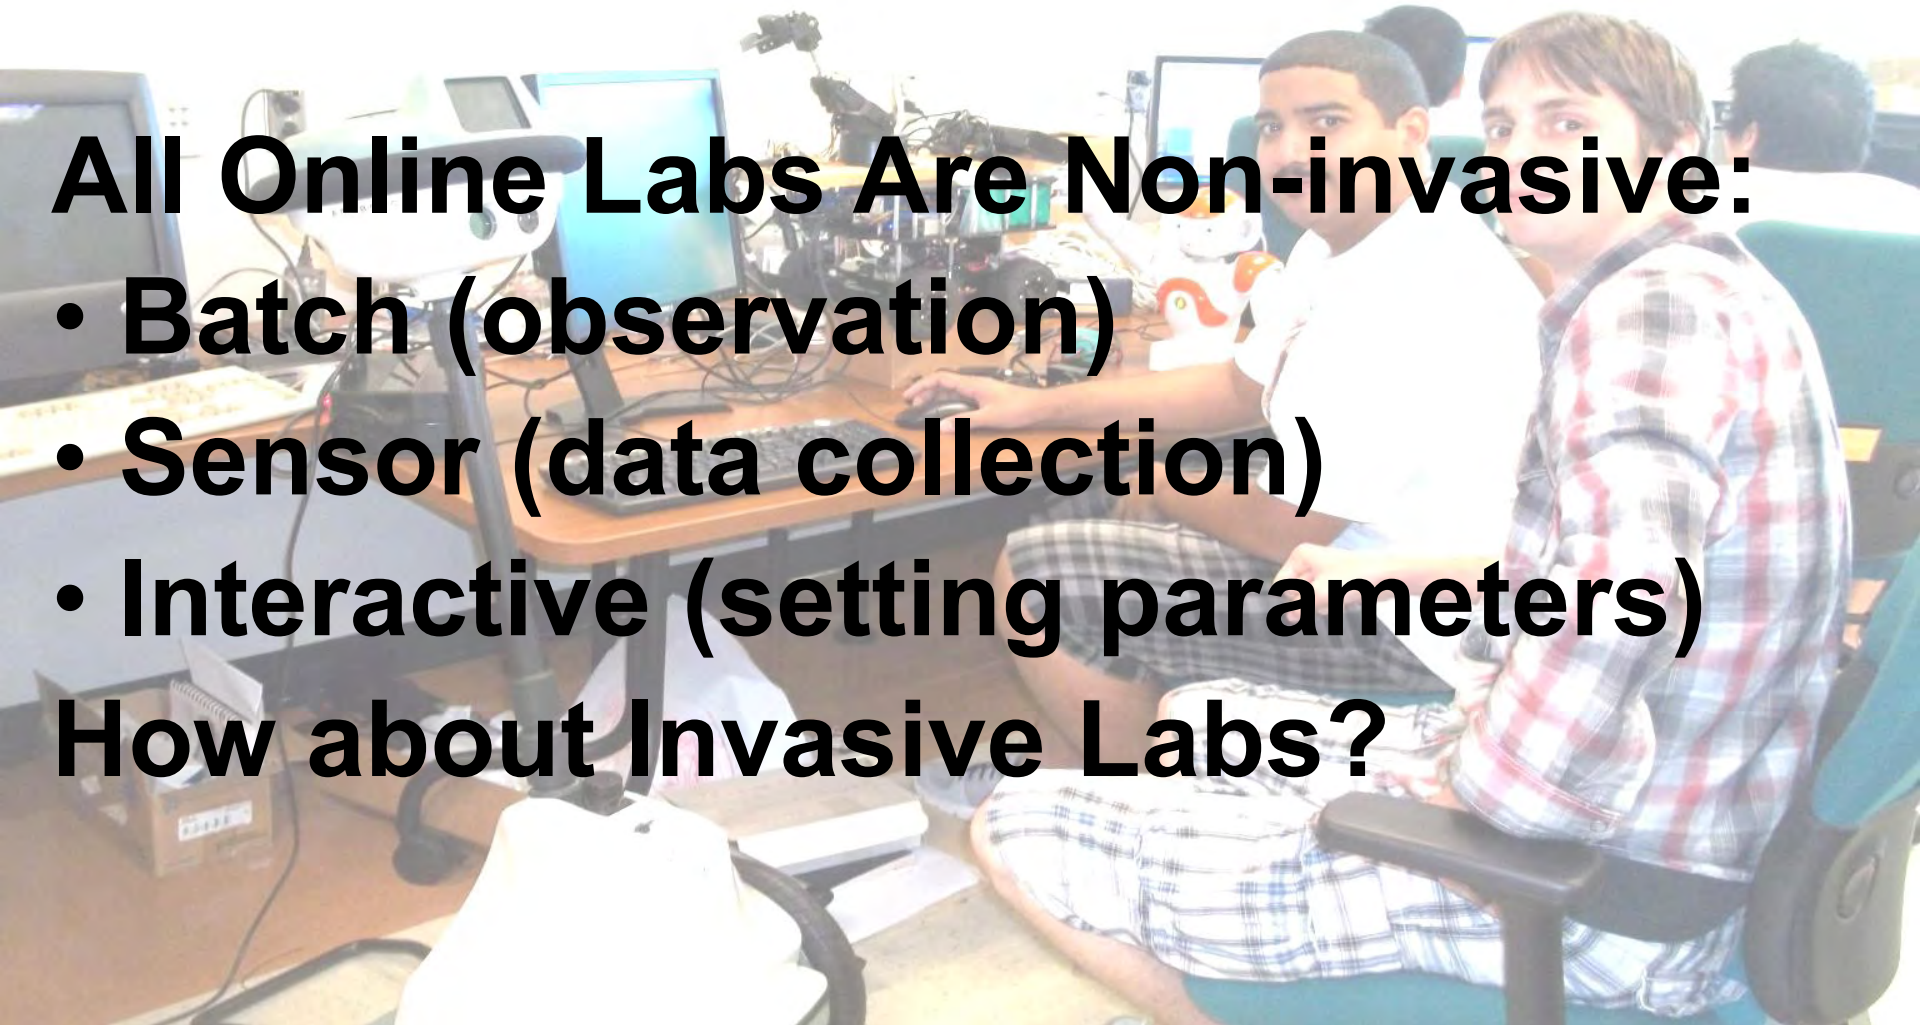 All Online Labs Are Non-invasive:
• Batch (observation)
• Sensor (data collection)
• Interactive (setting parameters)
How about Invasive Labs?